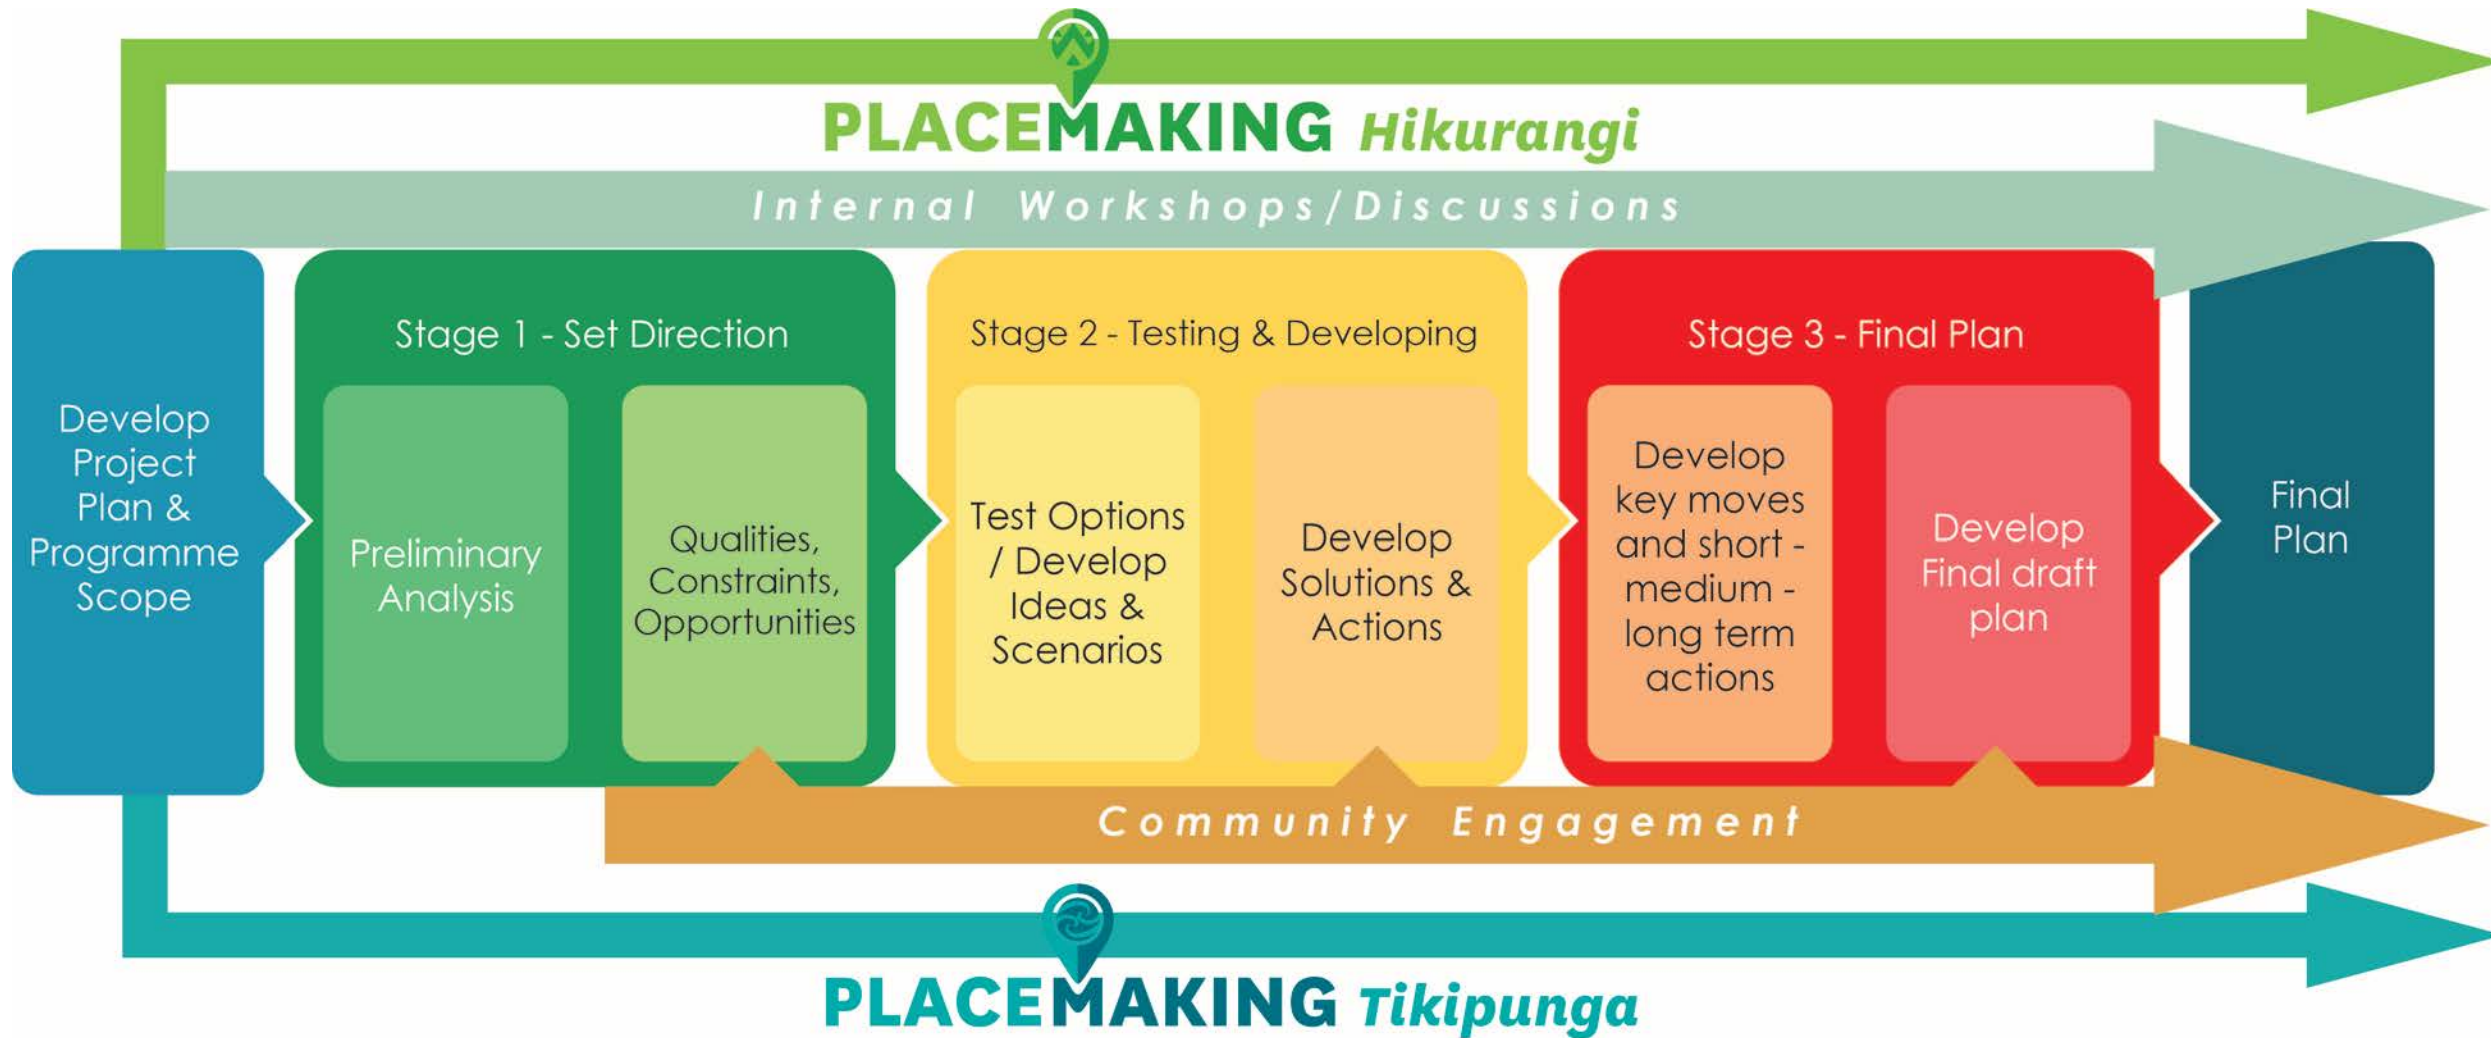 PLACEMAKING Hikurangi
Internal Workshops/Discussions
Develop
Project
Plan &
Programme
Scope
Stage 1 - Set Direction
Preliminary
Analysis
Qualities,
Constraints,
Opportunities
Stage 2 - Testing & Developing
Test Options
/ Develop
Ideas &
Scenarios
Develop
Solutions &
Actions
Stage 3 - Final Plan
Develop
key moves
and short -
medium -
long term
actions
Develop
Final draft
plan
Final
Plan
Community Engagement
PLACEMAKING Tikipunga